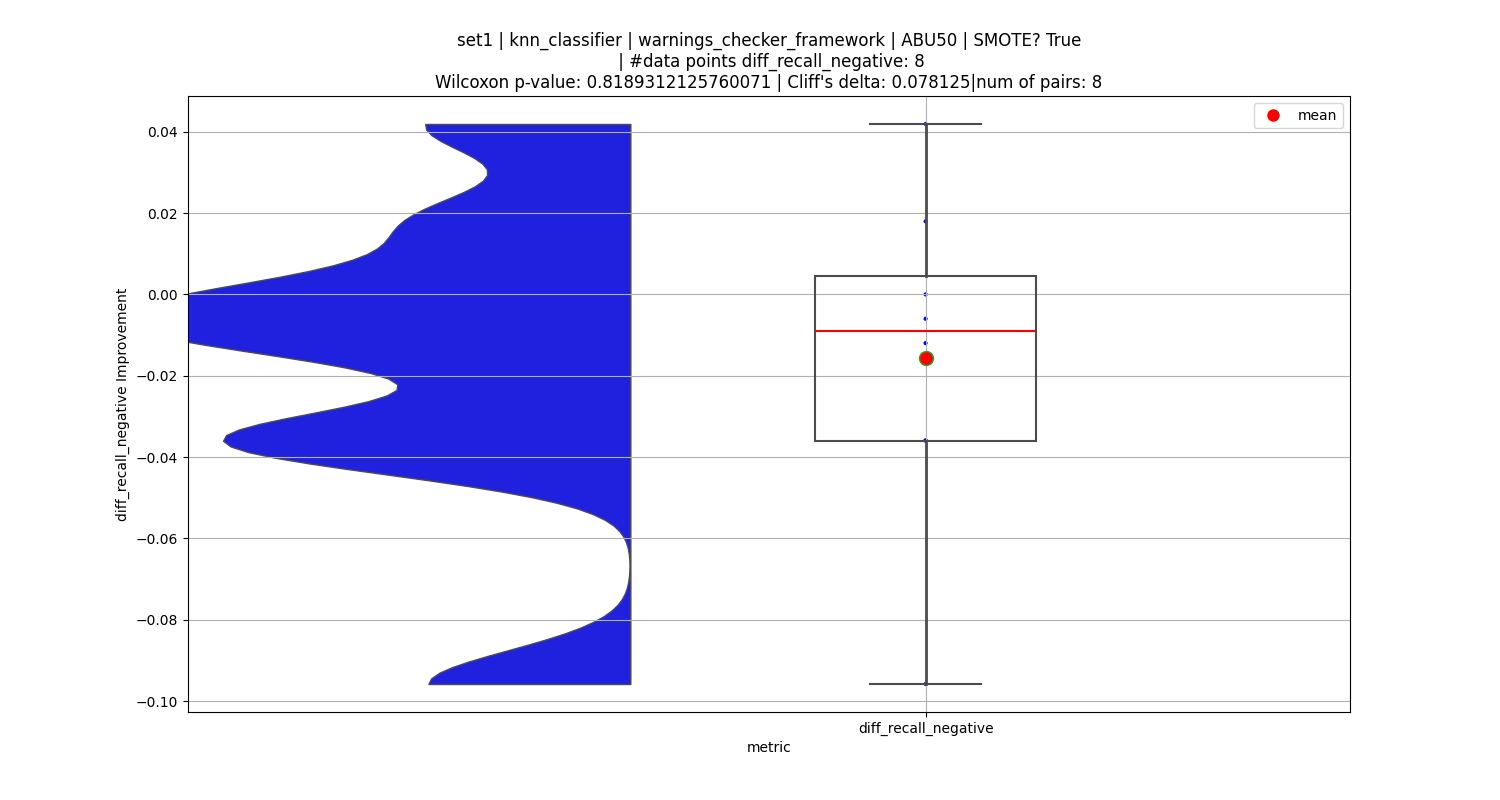 set1 | knn_classifier | warnings_checker_framework | ABU50 | SMOTE? True
| #data points diff_recall_negative: 8
Wilcoxon p-value: 0.8189312125760071 | Cliff's delta: 0.078125|num of pairs: 8
mean
0.04
0.02
0.00
−0.02
−0.04
−0.06
−0.08
−0.10
diff_recall_negative Improvement
diff_recall_negative
metric